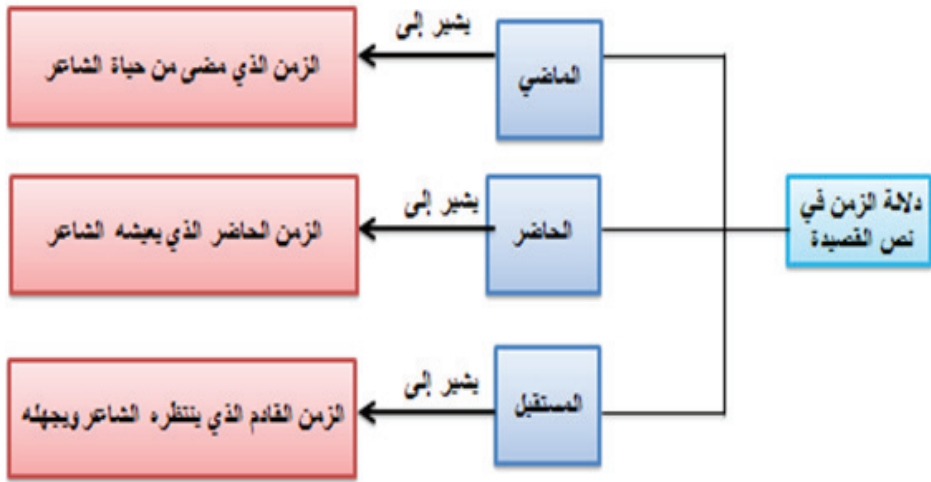 دلالة الزمن في
نص القصيدة
الماضي
يشير إلى
الزمن الذي مضى من حياة الشاعر
الحاضر
يشير إلى
الزمن الحاضر الذي يعيشه الشاعر
المستقبل
يشير إلى
الزمن القادم الذي ينتظره الشاعر ويجهله